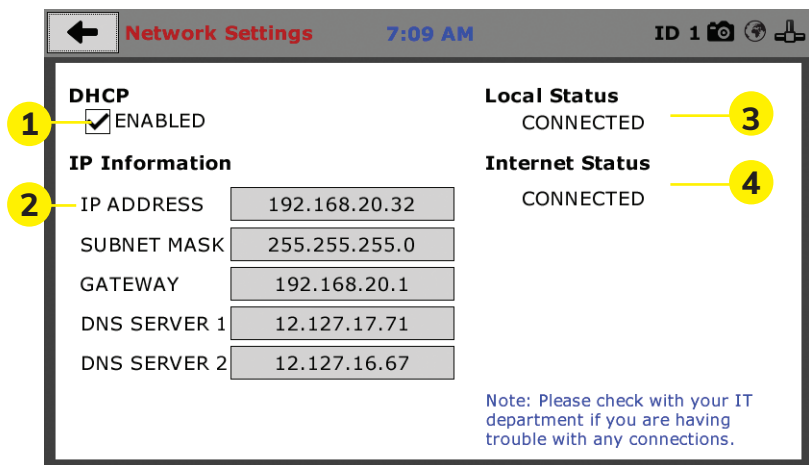 Network Settings 7:09 AM ID 1
DHCP
1 ENABLED
IP Information
2 IP ADDRESS 192.168.20.32
SUBNET MASK 255.255.255.0
GATEWAY 192.168.20.1
DNS SERVER 1 12.127.17.71
DNS SERVER 2 12.127.16.67
Local Status
CONNECTED 3
Internet Status
CONNECTED 4
Note: Please check with your IT
department if you are having
trouble with any connections.